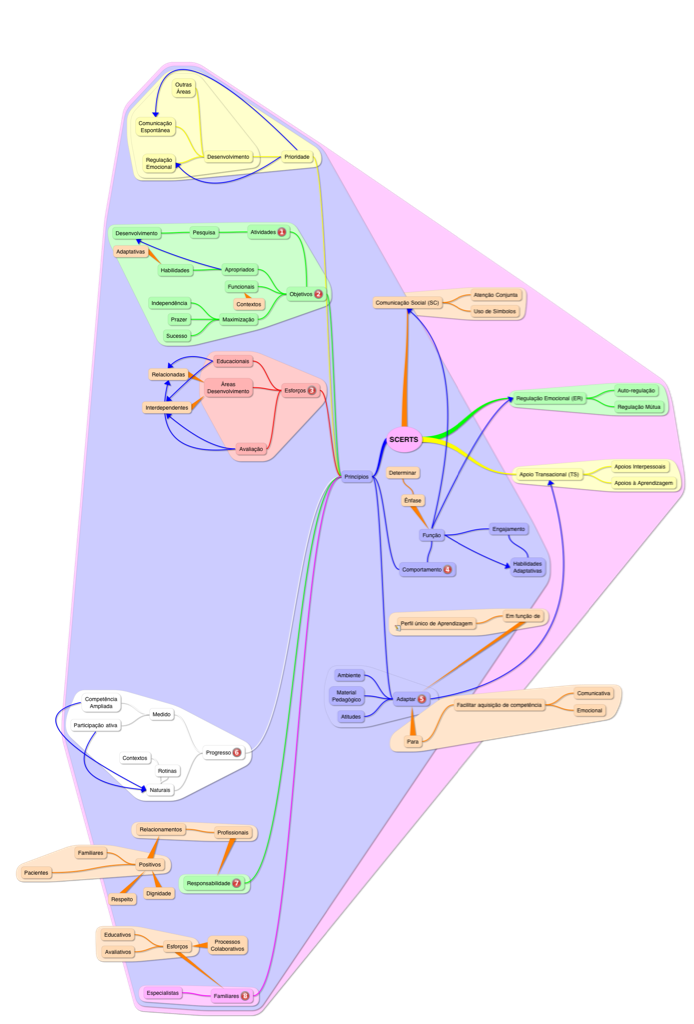 Outras
Áreas
Comunicação
Espontânea
Regulação
Emocional
Desenvolvimento
Prioridade
Desenvolvimento
Pesquisa
Atividades 1
Adaptativas
Habilidades
Apropriados
Funcionais
Contextos
Objetivos 2
Independência
Prazer
Maximização
Sucesso
Educacionais
Relacionadas
Áreas
Desenvolvimento
Esforços 3
Interdependentes
Avaliação
Comunicação Social (SC)
Atenção Conjunta
Uso de Símbolos
SCERTS
Regulação Emocional (ER)
Auto-regulação
Regulação Mútua
Apoio Transacional (TS)
Apoios Interpessoais
Apoios à Aprendizagem
Princípios
Determinar
Ênfase
Função
Engajamento
Habilidades
Adaptativas
Comportamento 4
Perfil único de Aprendizagem
Em função de
Ambiente
Material
Pedagógico
Atitudes
Adaptar 5
Para
Facilitar aquisição de competência
Comunicativa
Emocional
Competência
Ampliada
Participação ativa
Medido
Contextos
Rotinas
Naturais
Progresso 6
Relacionamentos
Profissionais
Familiares
Pacientes
Positivos
Respeito
Dignidade
Responsabilidade 7
Educativos
Avaliativos
Esforços
Processos
Colaborativos
Especialistas
Familiares 8